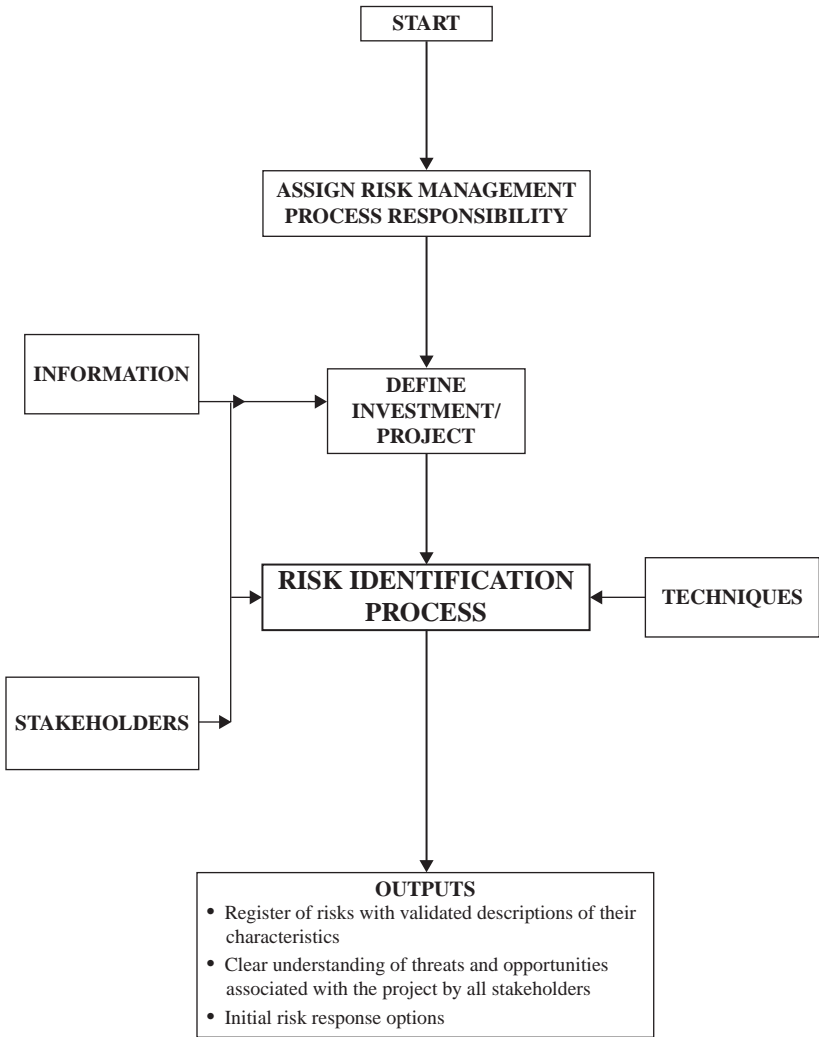 START
ASSIGN RISK MANAGEMENT
PROCESS RESPONSIBILITY
INFORMATION
DEFINE
INVESTMENT/
PROJECT
RISK IDENTIFICATION
PROCESS
TECHNIQUES
STAKEHOLDERS
OUTPUTS
• Register of risks with validated descriptions of their
characteristics
• Clear understanding of threats and opportunities
associated with the project by all stakeholders
• Initial risk response options